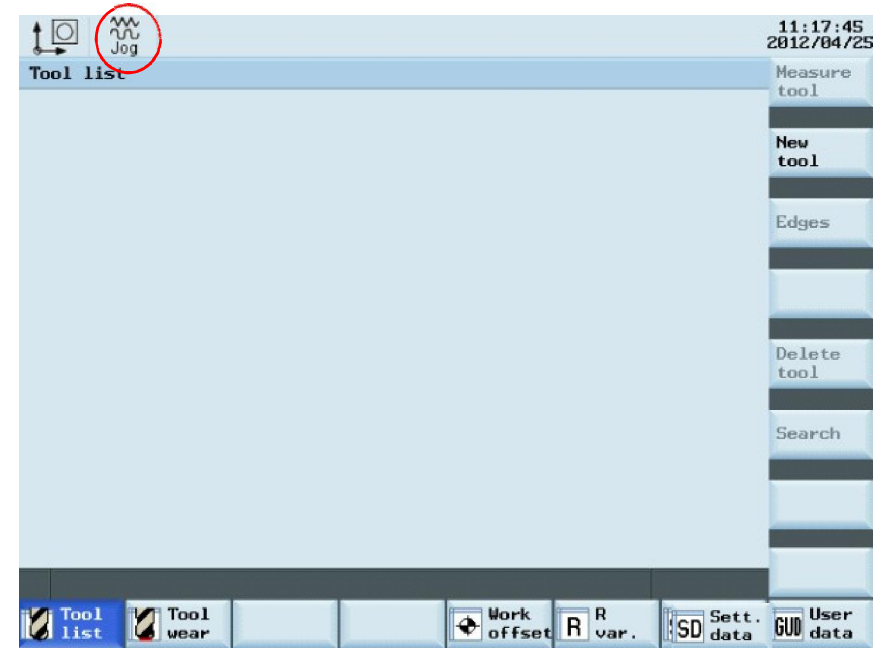 Jog
11:17:45
2012/04/25
Tool list
Measure
tool
New
tool
Edges
Delete
tool
Search
Tool
list
Tool
wear
Work
offset
R
R
var.
SD
Sett.
data
GUD
User
data